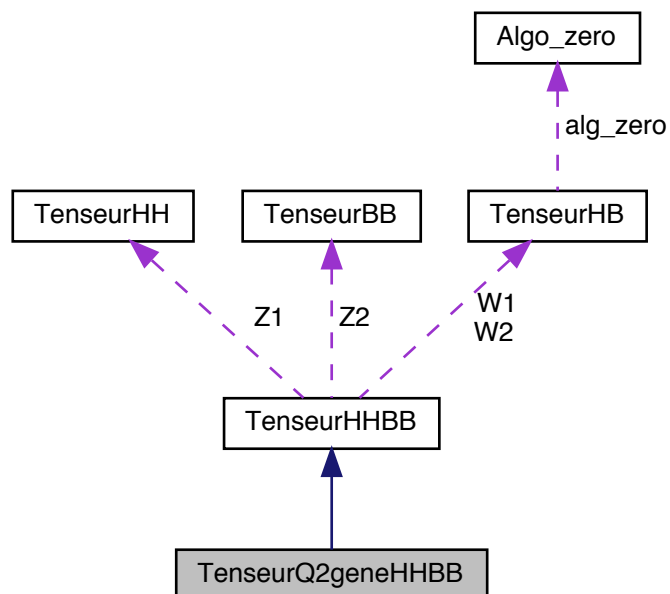 Algo_zero
alg_zero
TenseurHH
TenseurBB
TenseurHB
Z1
Z2
W1
W2
TenseurHHBB
TenseurQ2geneHHBB